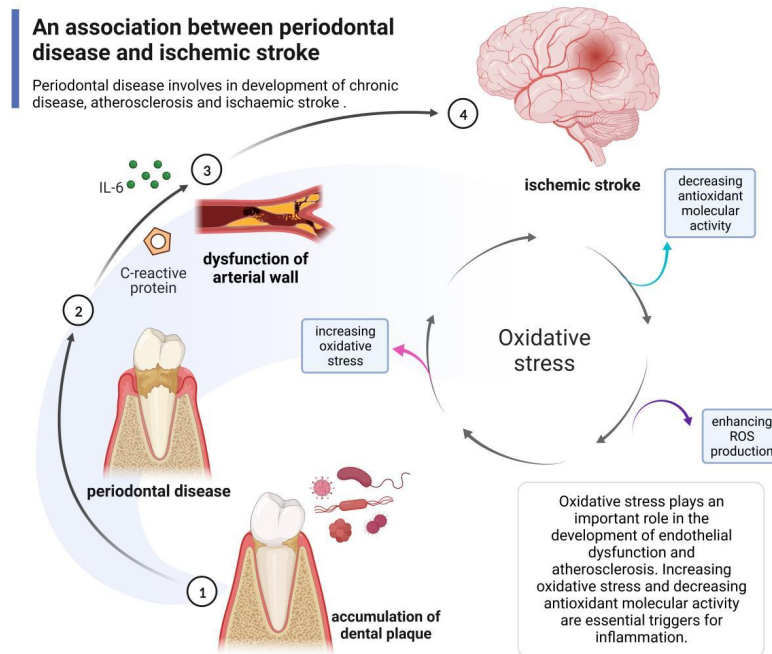 An association between periodontal
disease and ischemic stroke
Periodontal disease involves in development of chronic
disease, atherosclerosis and ischaemic stroke .
4
3
IL-6
ischemic stroke
decreasing
antioxidant
molecular
activity
dysfunction of
arterial wall
C-reactive
protein
2
increasing
oxidative
stress
Oxidative
stress
enhancing
ROS
production
periodontal disease
1
accumulation of
dental plaque
Oxidative stress plays an
important role in the
development of endothelial
dysfunction and
atherosclerosis. Increasing
oxidative stress and decreasing
antioxidant molecular activity
are essential triggers for
inflammation.